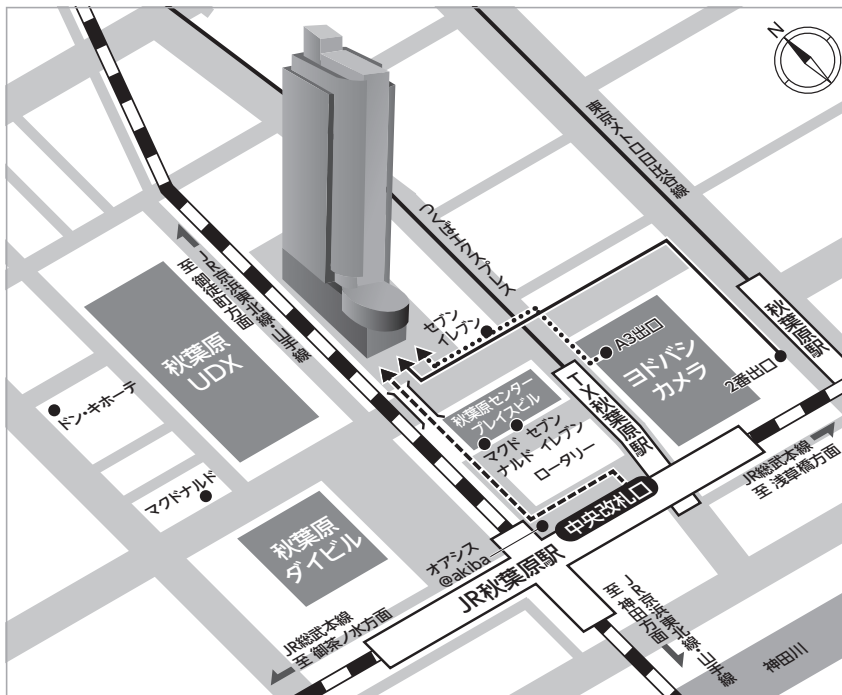 N
東京メトロ日比谷線
つくばエクスプレス
JR京浜東北線・山手線
至 御徒町方面
秋葉原
UDX
ドン・キホーテ
マクドナルド
セブン
イレブン
A3出口
ヨドバシ
カメラ
秋葉原駅
2番出口
TX秋葉原駅
秋葉原センター
プレイスビル
マクド
ナルド
セブン
イレブン
ロータリー
中央改札口
JR総武本線
至 浅草橋方面
秋葉原
ダイビル
オアシス
@akiba
JR秋葉原駅
JR総武本線
至 御茶ノ水方面
JR京浜東北線・山手線
至 神田方面
神田川